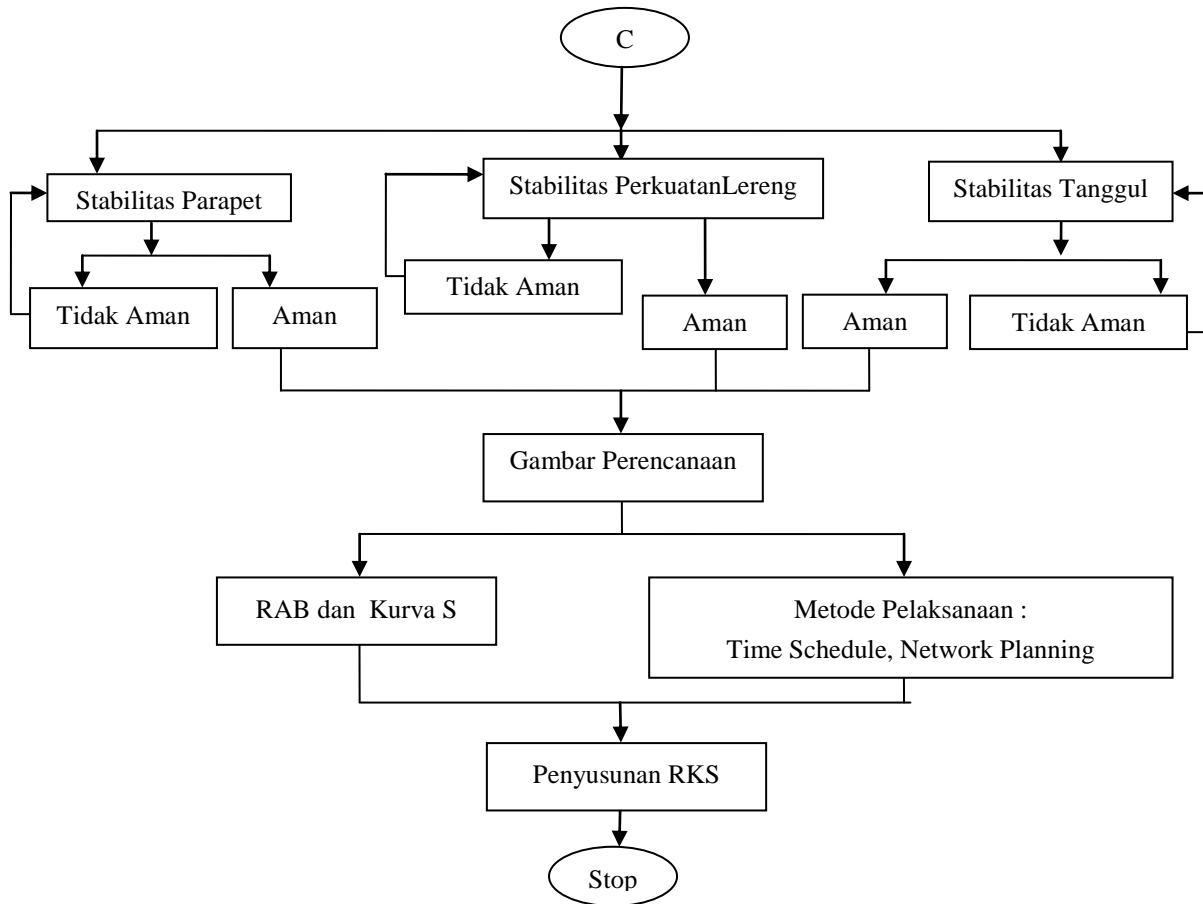 C
Stabilitas Parapet
Stabilitas PerkuatanLereng
Stabilitas Tanggul
Tidak Aman
Aman
Tidak Aman
Aman
Aman
Tidak Aman
Gambar Perencanaan
RAB dan Kurva S
Metode Pelaksanaan :
Time Schedule, Network Planning
Penyusunan RKS
Stop